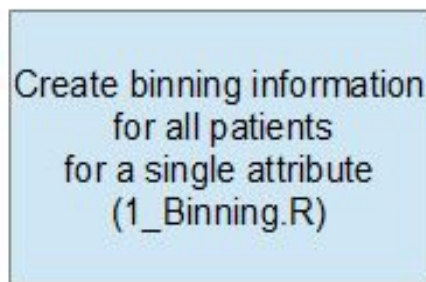 Create binning information
for all patients
for a single attribute
(1_Binning.R)